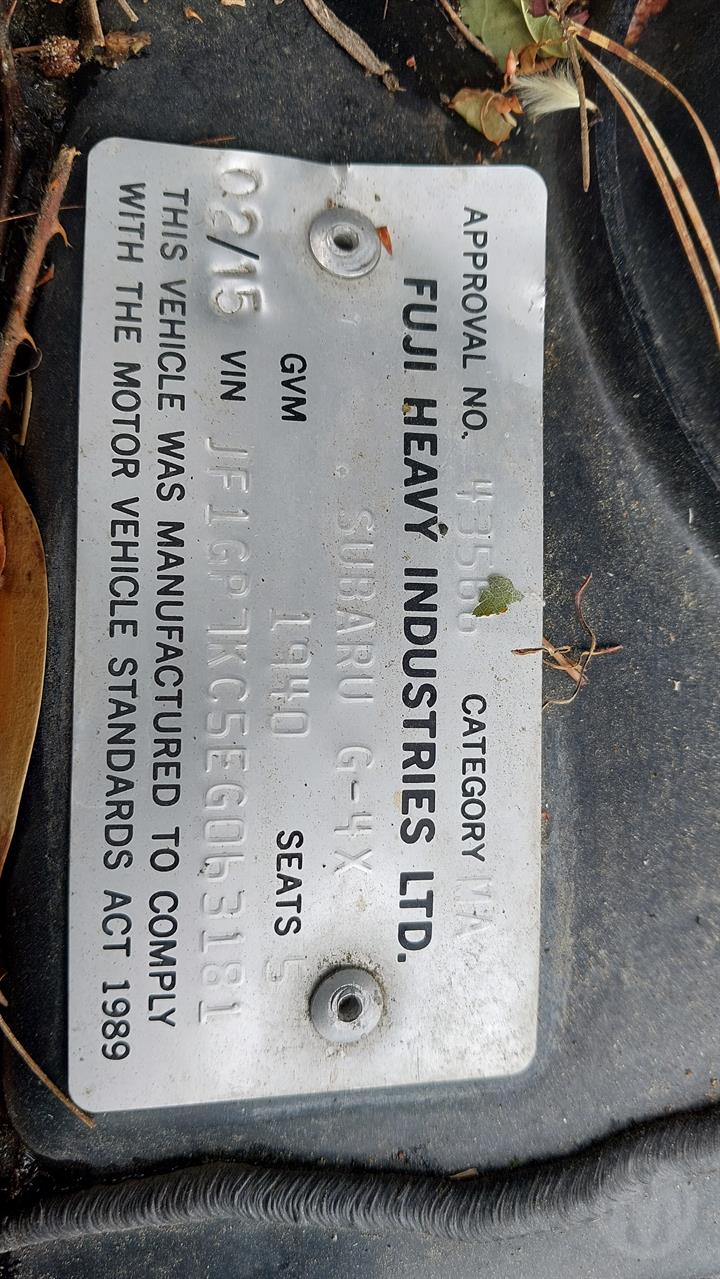 APPROVAL NO. CATEGORY MA
FUJI HEAVY INDUSTRIES LTD.
SUBARU G-4X
GVM 1940 SEATS 5
02/15 VIN JF1GP7KC5EG063181
THIS VEHICLE WAS MANUFACTURED TO COMPLY
WITH THE MOTOR VEHICLE STANDARDS ACT 1989